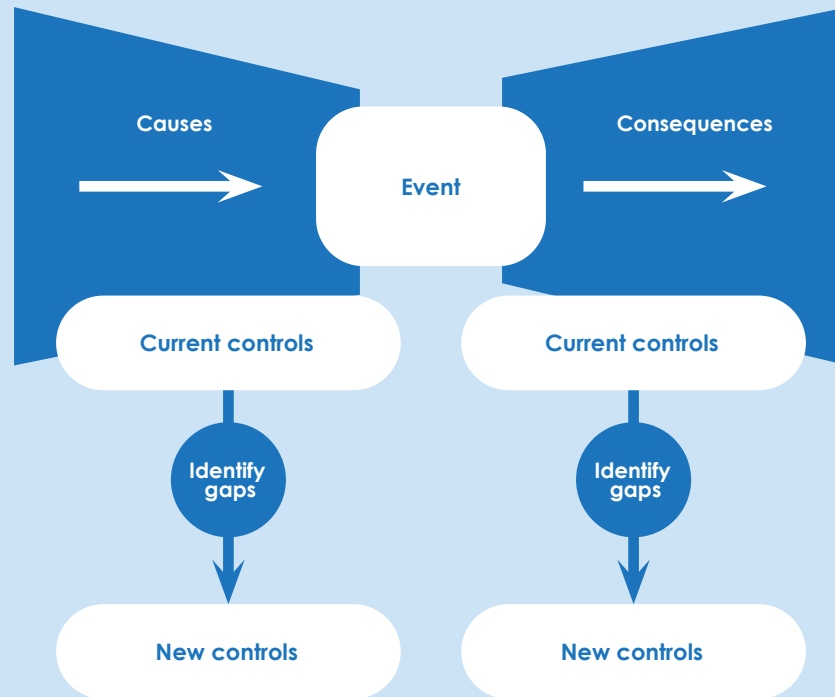 Causes
Consequences
Event
Current controls
Current controls
Identify
gaps
Identify
gaps
New controls
New controls